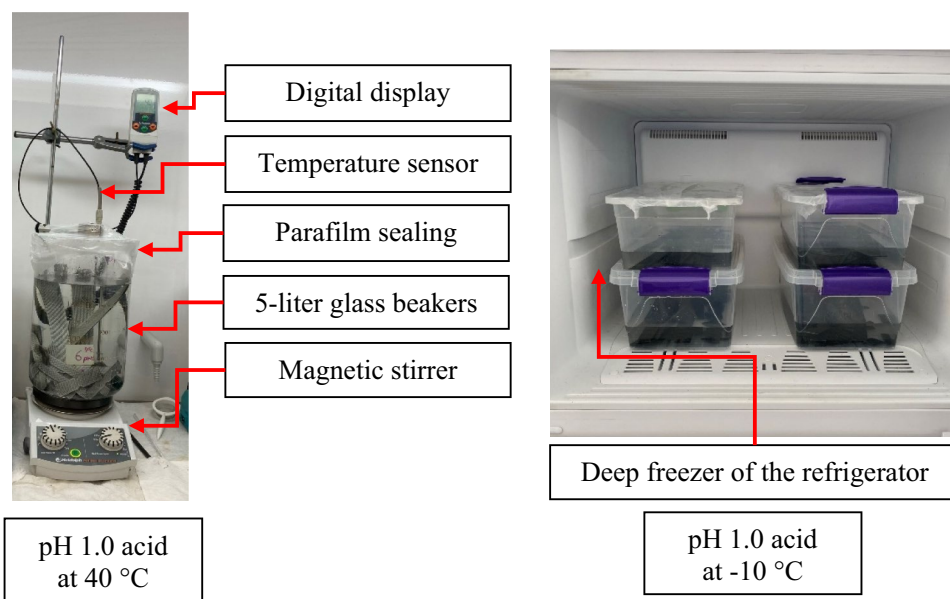 Digital display
Temperature sensor
Parafilm sealing
5-liter glass beakers
Magnetic stirrer
Deep freezer of the refrigerator
pH 1.0 acid
at 40 °C
pH 1.0 acid
at -10 °C